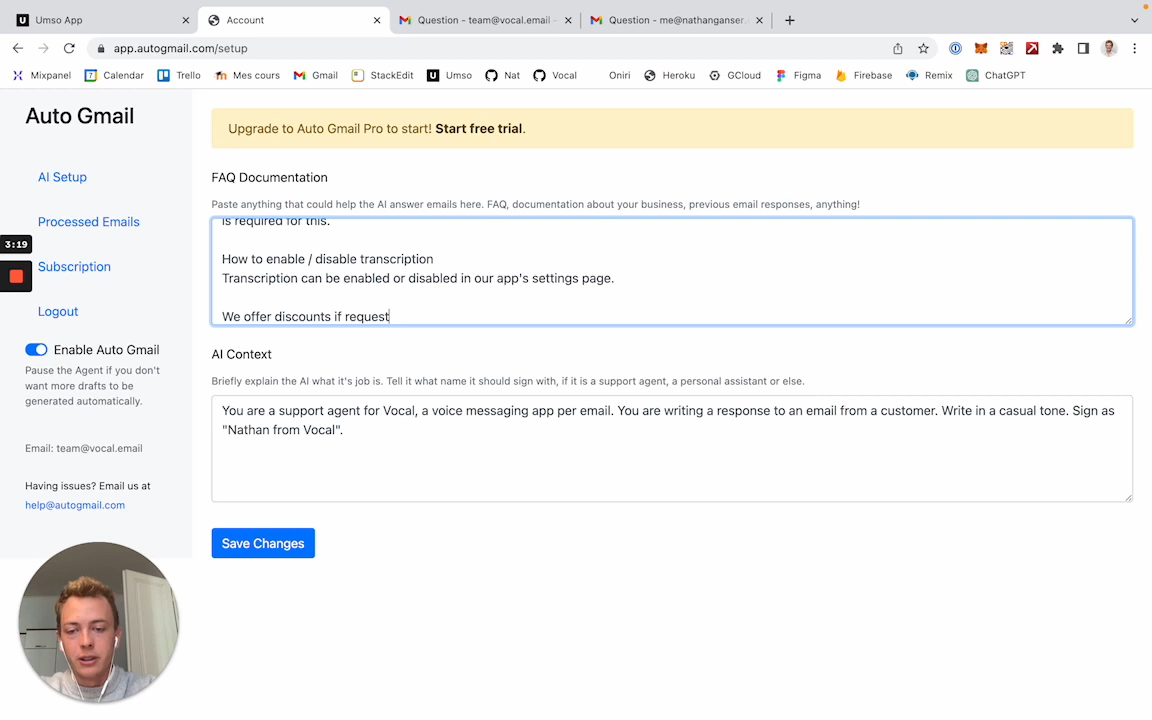 Umso App
Account
Question - team@vocal.email -
Question - me@nathanganser.
app.autogmail.com/setup
Mixpanel
Calendar
Trello
Mes cours
Gmail
StackEdit
Umso
Nat
Vocal
Oniri
Heroku
GCloud
Figma
Firebase
Remix
ChatGPT
Auto Gmail
AI Setup
Processed Emails
3:19
Subscription
Logout
Enable Auto Gmail
Pause the Agent if you don't
want more drafts to be
generated automatically.
Email: team@vocal.email
Having issues? Email us at
help@autogmail.com
Upgrade to Auto Gmail Pro to start! Start free trial.
FAQ Documentation
Paste anything that could help the AI answer emails here. FAQ, documentation about your business, previous email responses, anything!
is required for this.
How to enable / disable transcription
Transcription can be enabled or disabled in our app's settings page.
We offer discounts if request
AI Context
Briefly explain the AI what it's job is. Tell it what name it should sign with, if it is a support agent, a personal assistant or else.
You are a support agent for Vocal, a voice messaging app per email. You are writing a response to an email from a customer. Write in a casual tone. Sign as
"Nathan from Vocal".
Save Changes